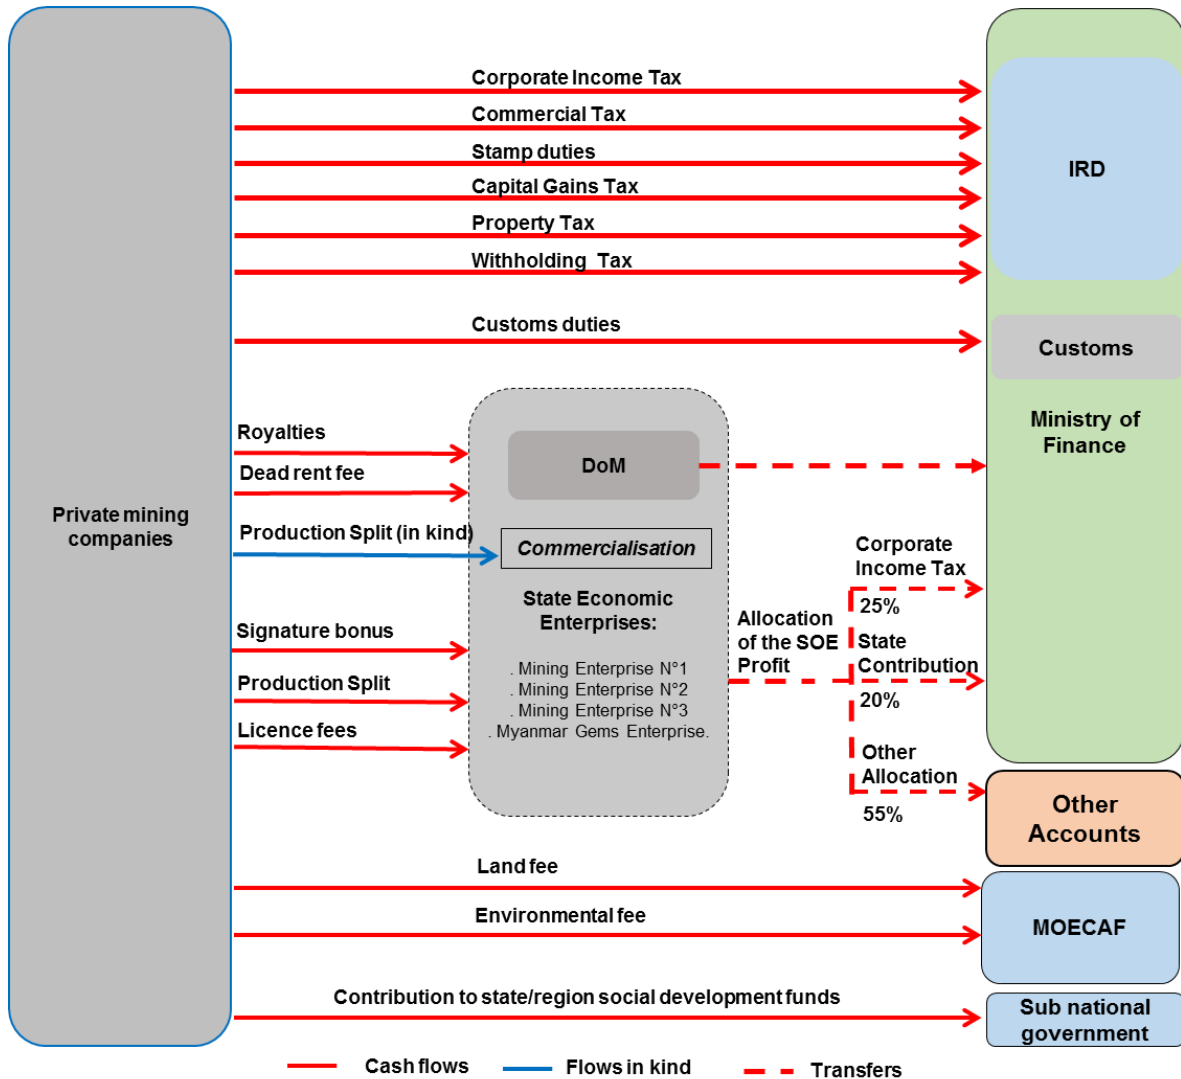 Corporate Income Tax
Commercial Tax
Stamp duties
Capital Gains Tax
Property Tax
Withholding Tax
IRD
Customs duties
Customs
Ministry of
Finance
Private mining
companies
Royalties
Dead rent fee
Production Split (in kind)
Signature bonus
Production Split
Licence fees
DoM
Commercialisation
State Economic
Enterprises:
. Mining Enterprise N°1
. Mining Enterprise N°2
. Mining Enterprise N°3
. Myanmar Gems Enterprise.
Allocation
of the SOE
Profit
Corporate
Income Tax
25%
State
Contribution
20%
Other
Allocation
55%
Other
Accounts
Land fee
Environmental fee
MOECAF
Contribution to state/region social development funds
Sub national
government
Cash flows
Flows in kind
Transfers